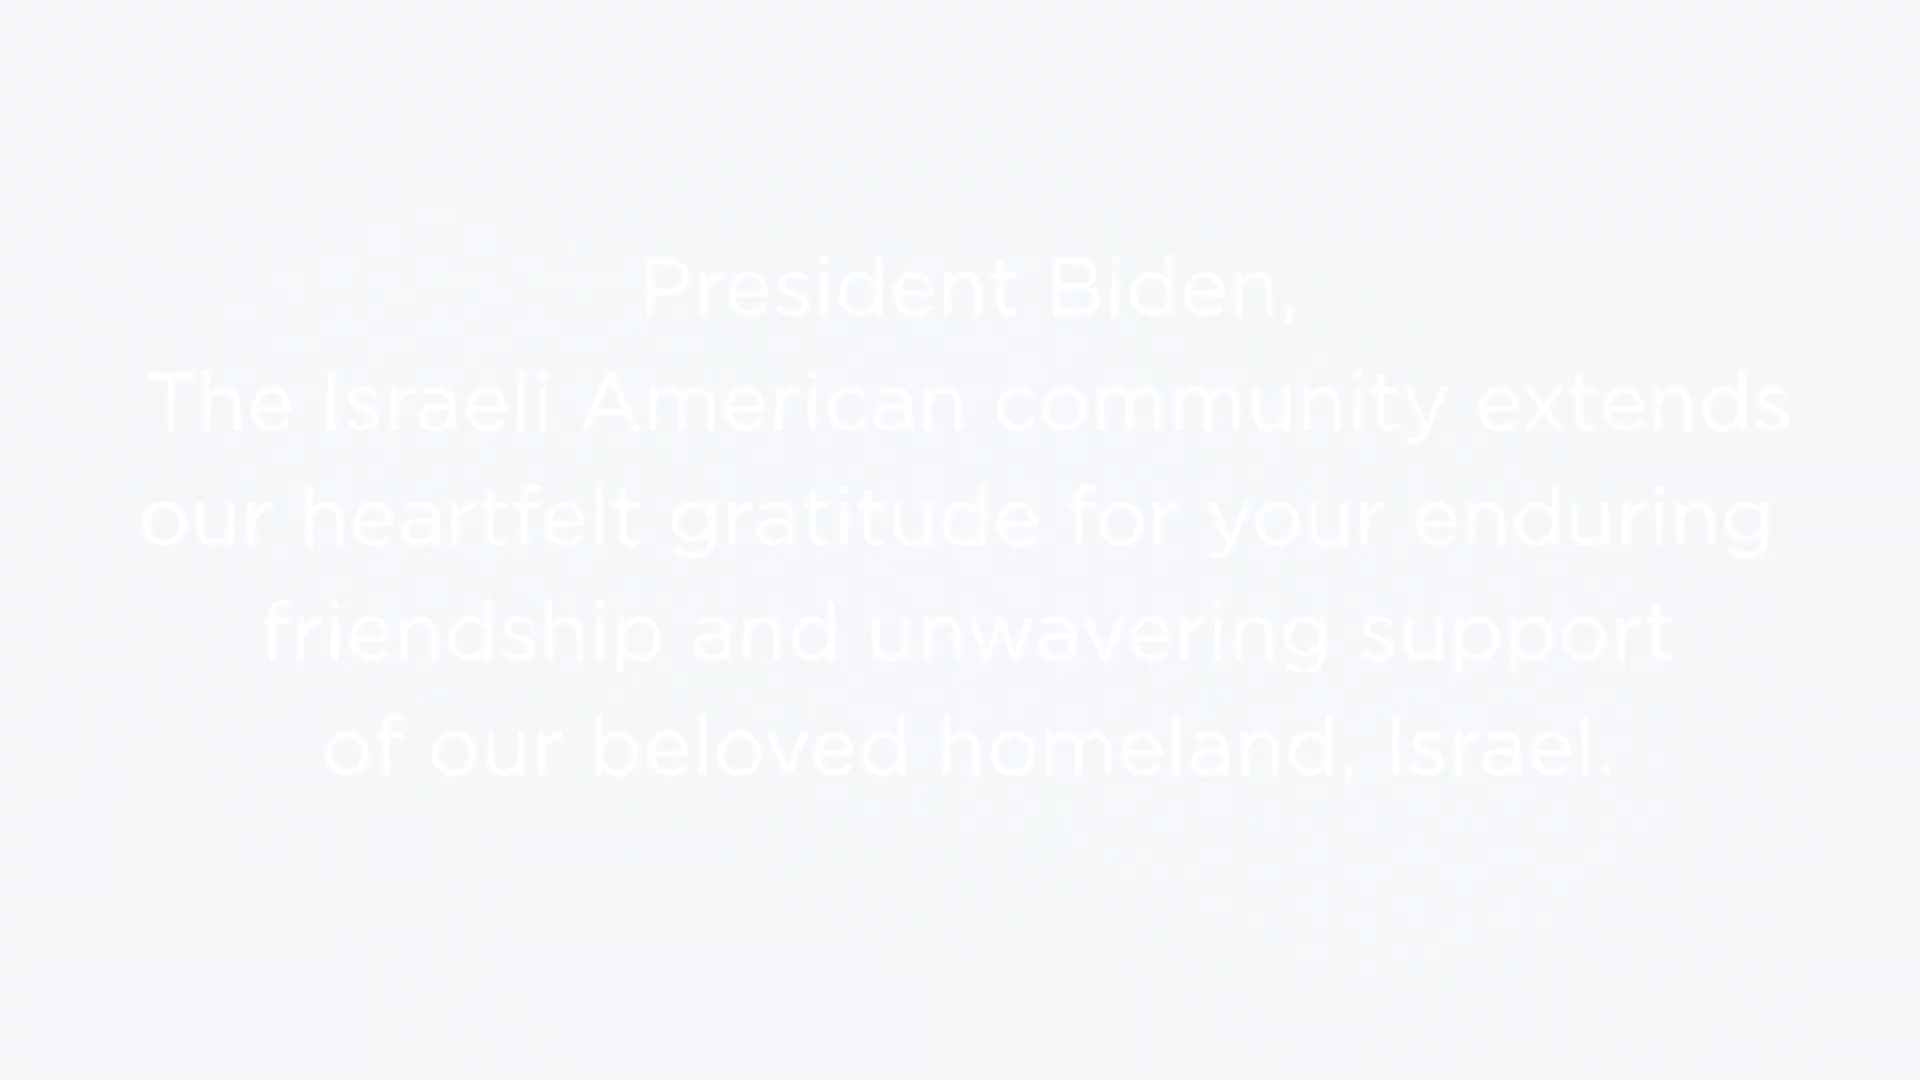 President Biden,
The Israeli American community extends
our heartfelt gratitude for your enduring
friendship and unwavering support
of our beloved homeland, Israel.